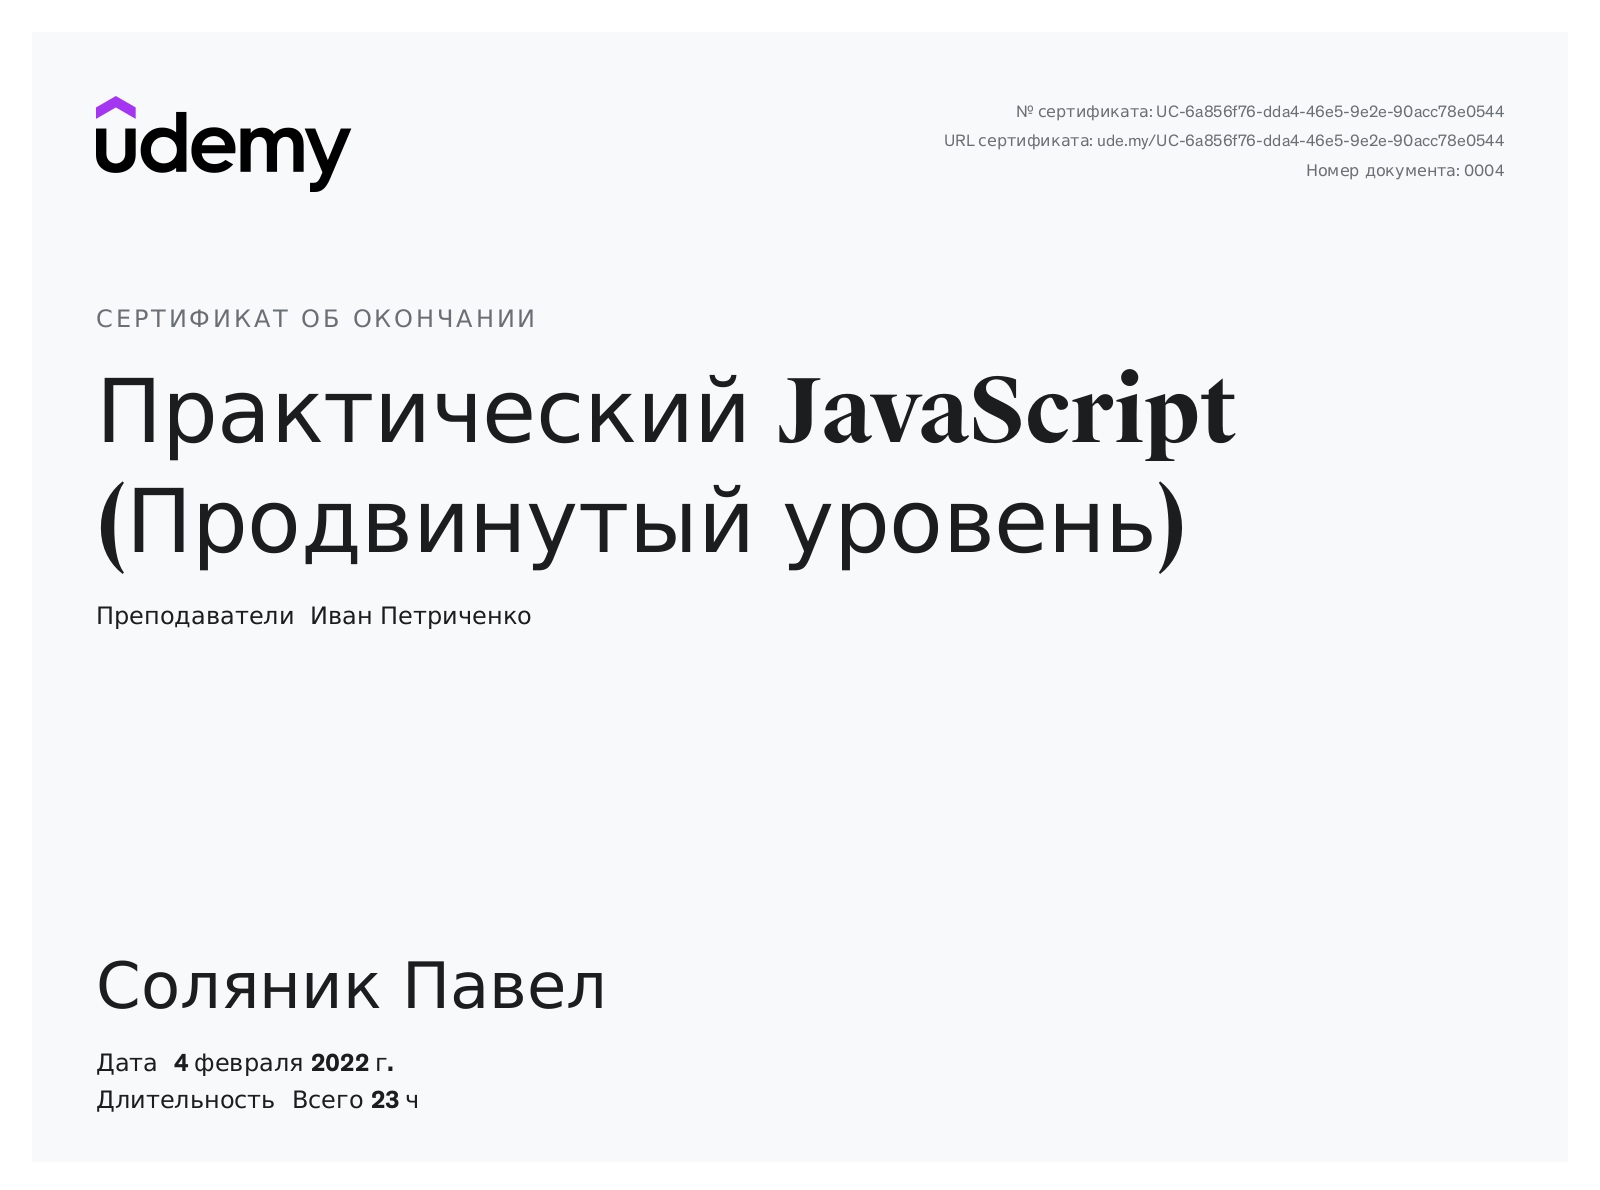 udemy
№ сертификата: UC-6a856f76-dda4-46e5-9e2e-90acc78e0544
URL сертификата: ude.my/UC-6a856f76-dda4-46e5-9e2e-90acc78e0544
Номер документа: 0004
СЕРТИФИКАТ ОБ ОКОНЧАНИИ
Практический JavaScript
(Продвинутый уровень)
Преподаватели Иван Петриченко
Соляник Павел
Дата 4 февраля 2022 г.
Длительность Всего 23 ч